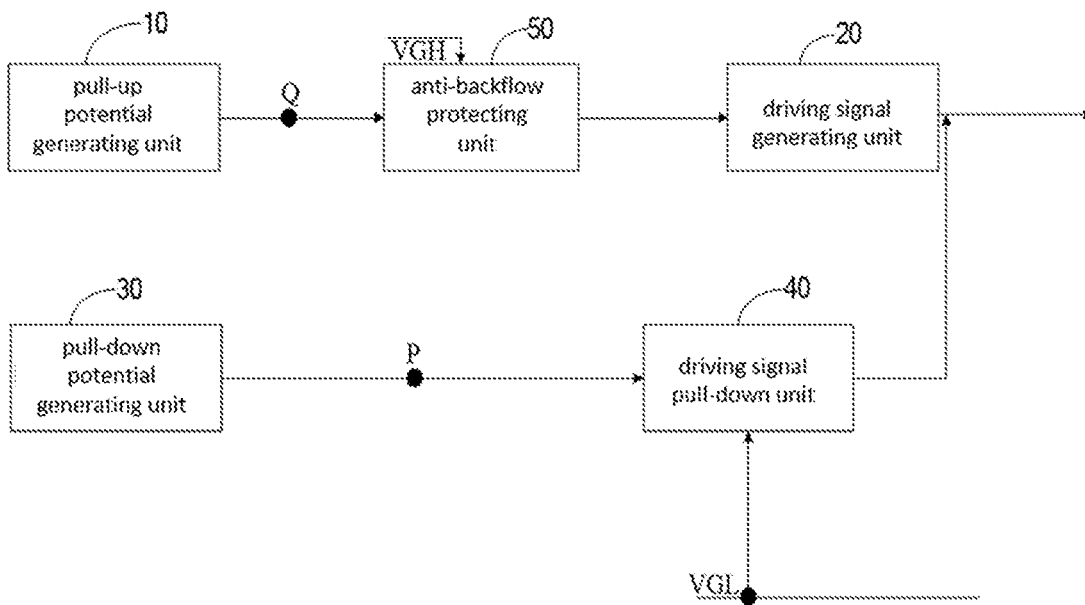 10
50
20
VGH
pull-up
potential
generating unit
Q
anti-backflow
protecting
unit
driving signal
generating unit
30
40
pull-down
potential
generating unit
P
driving signal
pull-down unit
VGL